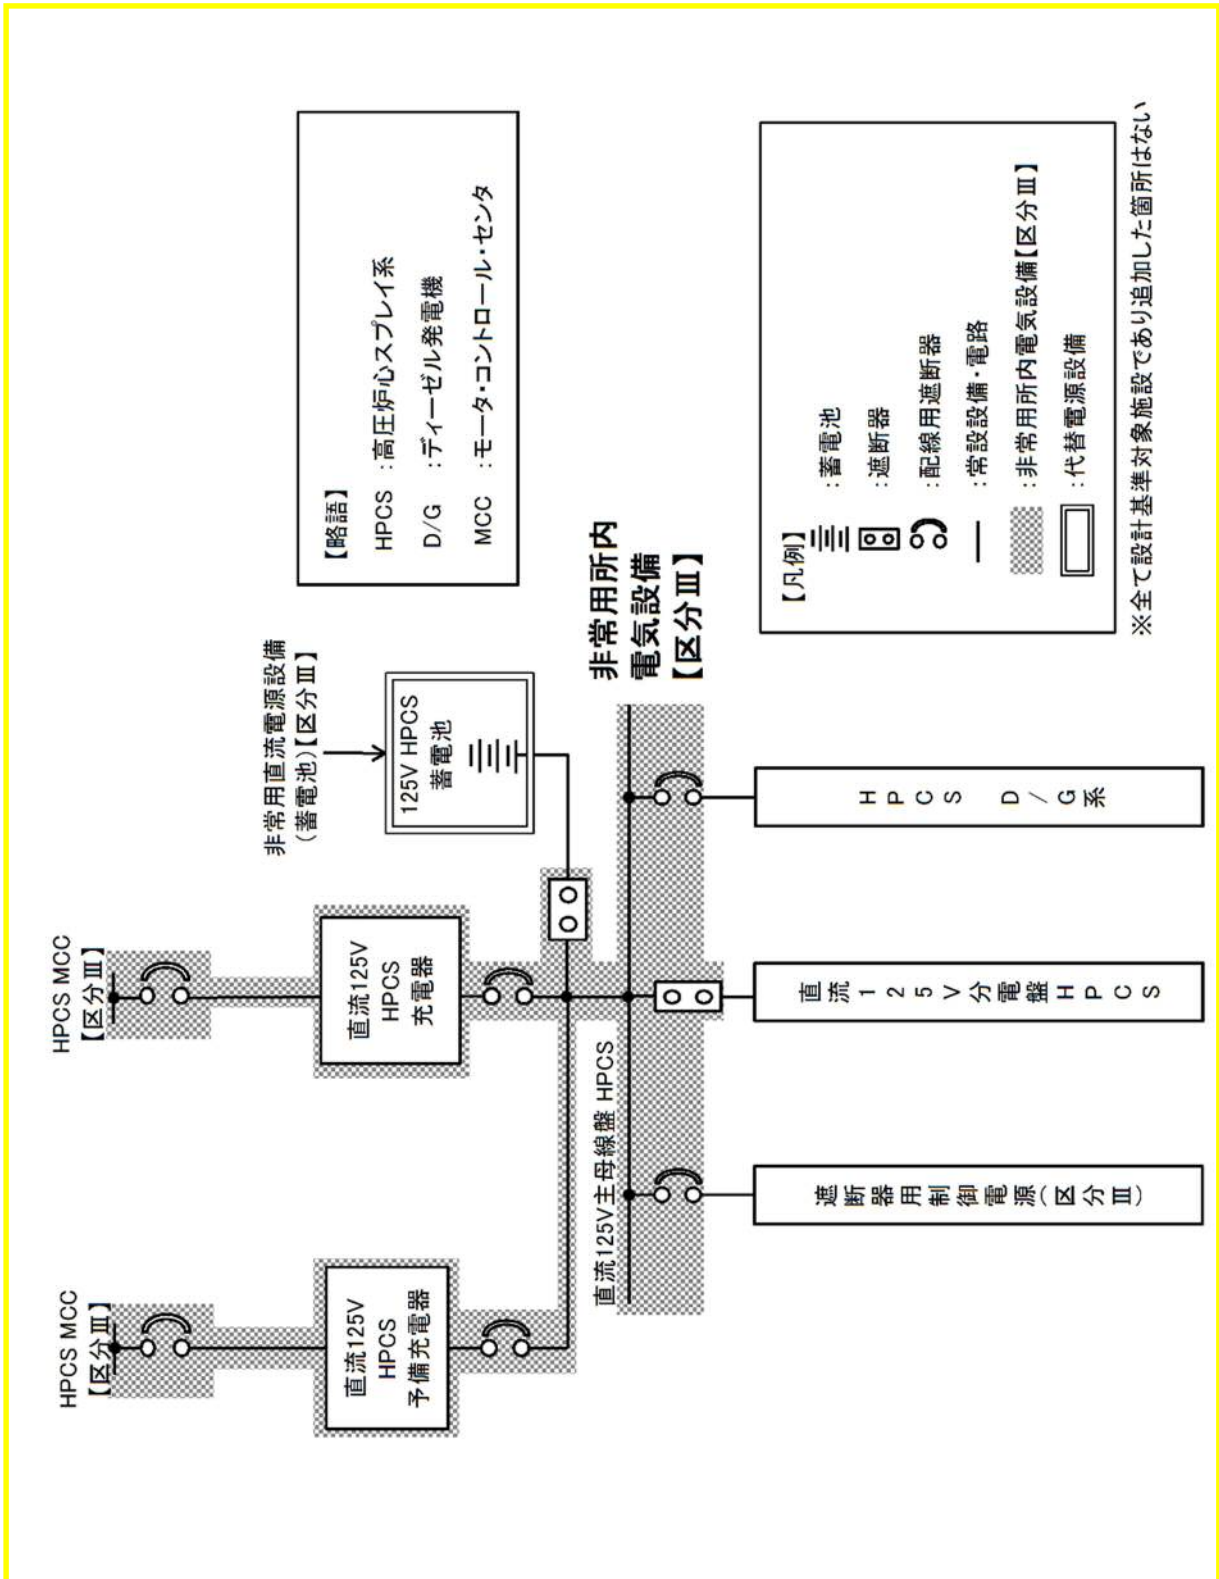 HPCS MCC
【区分Ⅲ】
HPCS MCC
【区分Ⅲ】
直流125V
HPCS
予備充電器
直流125V
HPCS
充電器
非常用直流電源設備
(蓄電池)【区分Ⅲ】
125V HPCS
蓄電池
直流125V主母線盤 HPCS
非常用所内
電気設備
【区分Ⅲ】
遮断器用制御電源(区分Ⅲ)
直流125V分電盤HPCS
HPCS D/G系
【略語】
HPCS :高圧炉心スプレイ系
D/G :ディーゼル発電機
MCC :モータ・コントロール・センタ
【凡例】
:蓄電池
:遮断器
:配線用遮断器
:常設設備・電路
:非常用所内電気設備【区分Ⅲ】
:代替電源設備
※全て設計基準対象施設であり追加した箇所はない